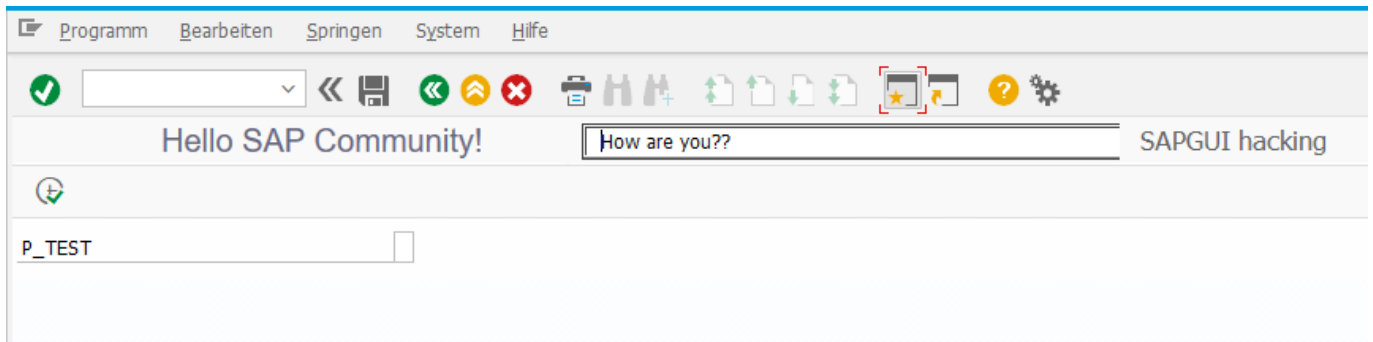 Programm Bearbeiten Springen System Hilfe
Hello SAP Community! How are you?? SAPGUI hacking
P_TEST